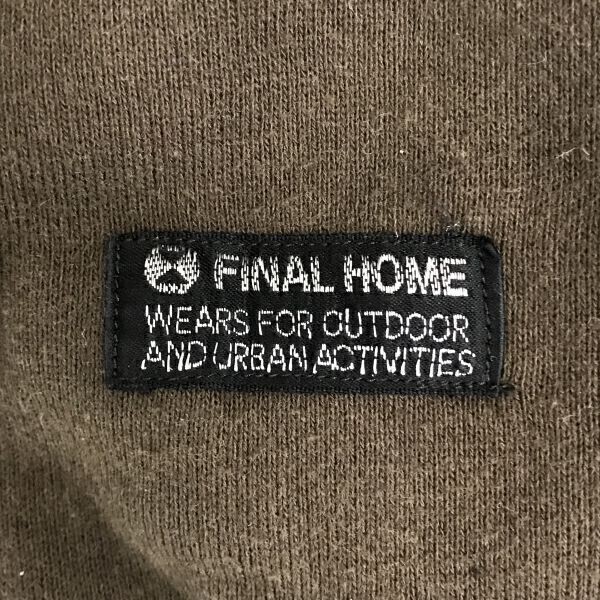 FINAL HOME
WEARS FOR OUTDOOR
AND URBAN ACTIVITIES